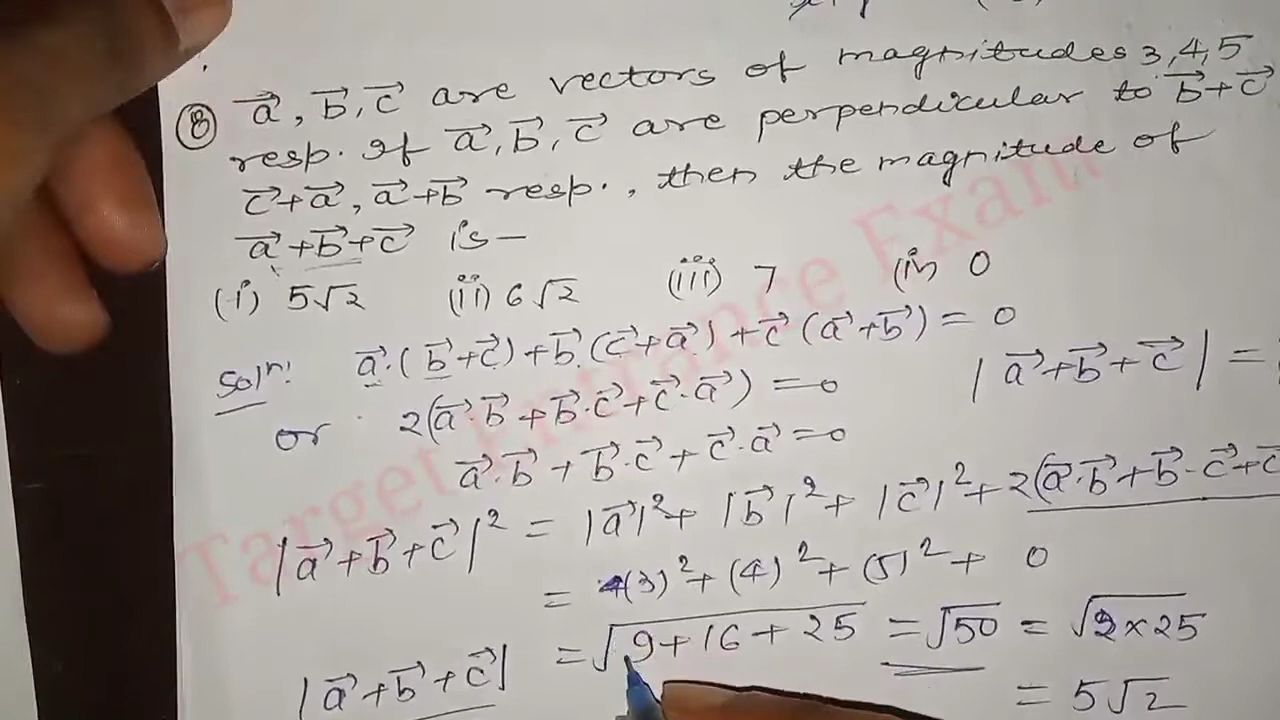 ⑧ →a, →b, →c are vectors of magnitudes 3, 4, 5
resp. If →a, →b, →c are perpendicular to →b+→c
→c+→a, →a+→b resp., then the magnitude of
→a+→b+→c is—
(i) 5√2 (ii) 6√2 (iii) 7 (iv) 0
Solⁿ: →a·(→b+→c)+→b·(→c+→a)+→c(→a+→b)=0
or 2(→a·→b+→b·→c+→c·→a)=0
|→a+→b+→c| =
→a·→b+→b·→c+→c·→a=0
|→a+→b+→c|² = |→a|²+|→b|²+|→c|²+2(→a·→b+→b·→c+→c
= (3)²+(4)²+(5)²+ 0
|→a+→b+→c| =√9+16+25 =√50 = √2×25
= 5√2
Target Entrance Exam